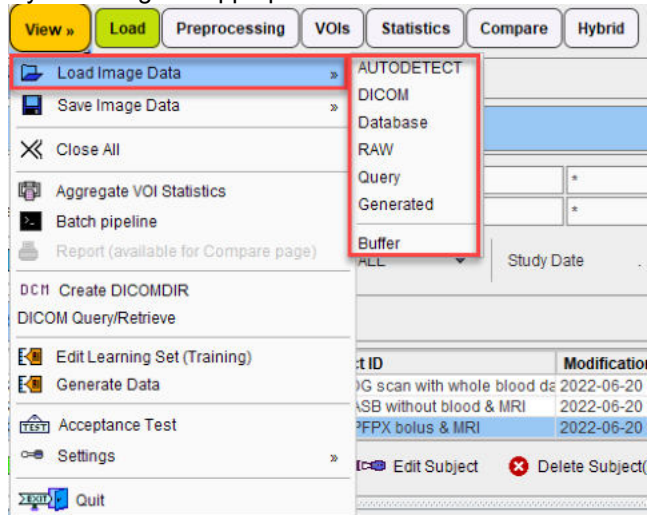 View »
Load
Preprocessing
VOIs
Statistics
Compare
Hybrid
Load Image Data »
Save Image Data »
Close All
Aggregate VOI Statistics
Batch pipeline
Report (available for Compare page)
DCM Create DICOMDIR
DICOM Query/Retrieve
Edit Learning Set (Training)
Generate Data
TEST Acceptance Test
Settings »
EXIT Quit
AUTODETECT
DICOM
Database
RAW
Query
Generated
Buffer
*
*
ALL
Study Date
.
t ID
Modification
G scan with whole blood da
2022-06-20
SB without blood & MRI
2022-06-20
PFPX bolus & MRI
2022-06-20
Edit Subject
Delete Subject(